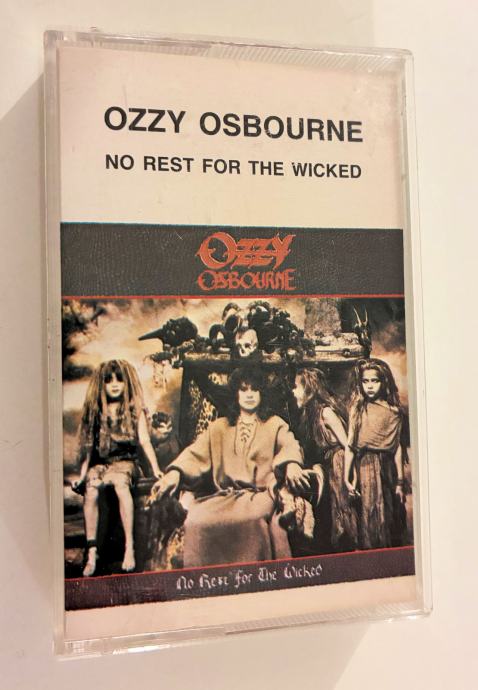 OZZY OSBOURNE
NO REST FOR THE WICKED
OZZY
OSBOURNE
No Rest For The Wicked